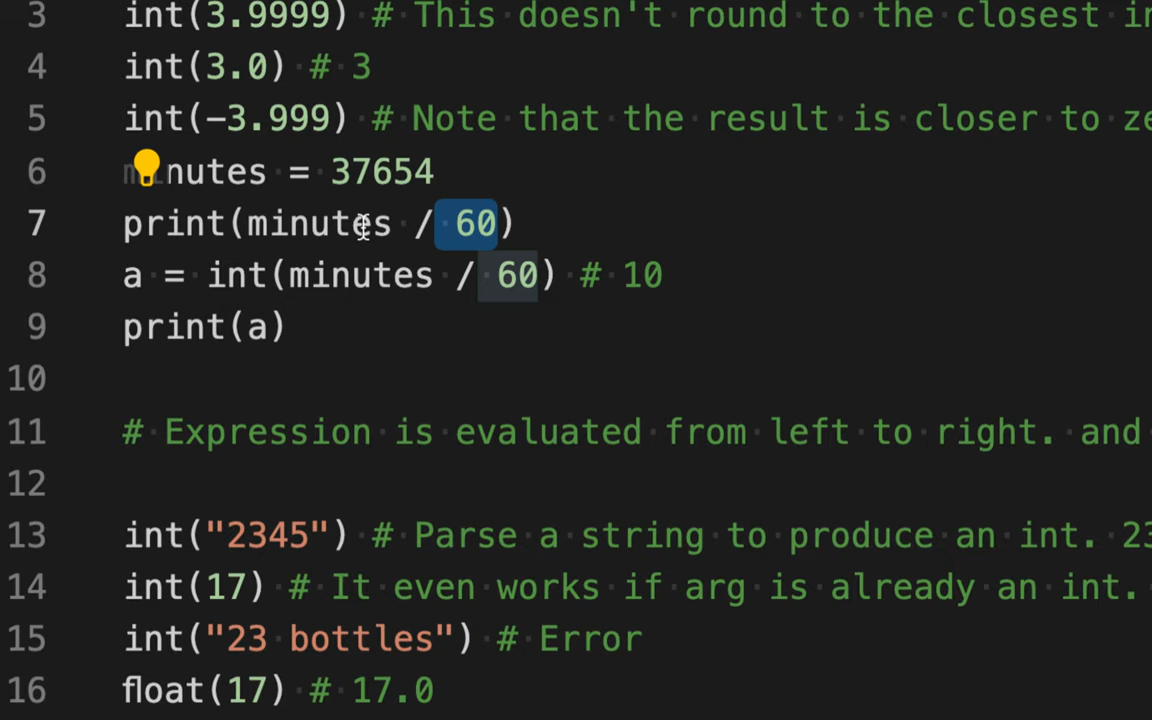 3 int(3.9999) # This doesn't round to the closest
4 int(3.0) # 3
5 int(-3.999) # Note that the result is closer to
6 minutes = 37654
7 print(minutes / 60)
8 a = int(minutes / 60) # 10
9 print(a)
10
11 # Expression is evaluated from left to right. and
12
13 int("2345") # Parse a string to produce an int. 23
14 int(17) # It even works if arg is already an int.
15 int("23 bottles") # Error
16 float(17) # 17.0